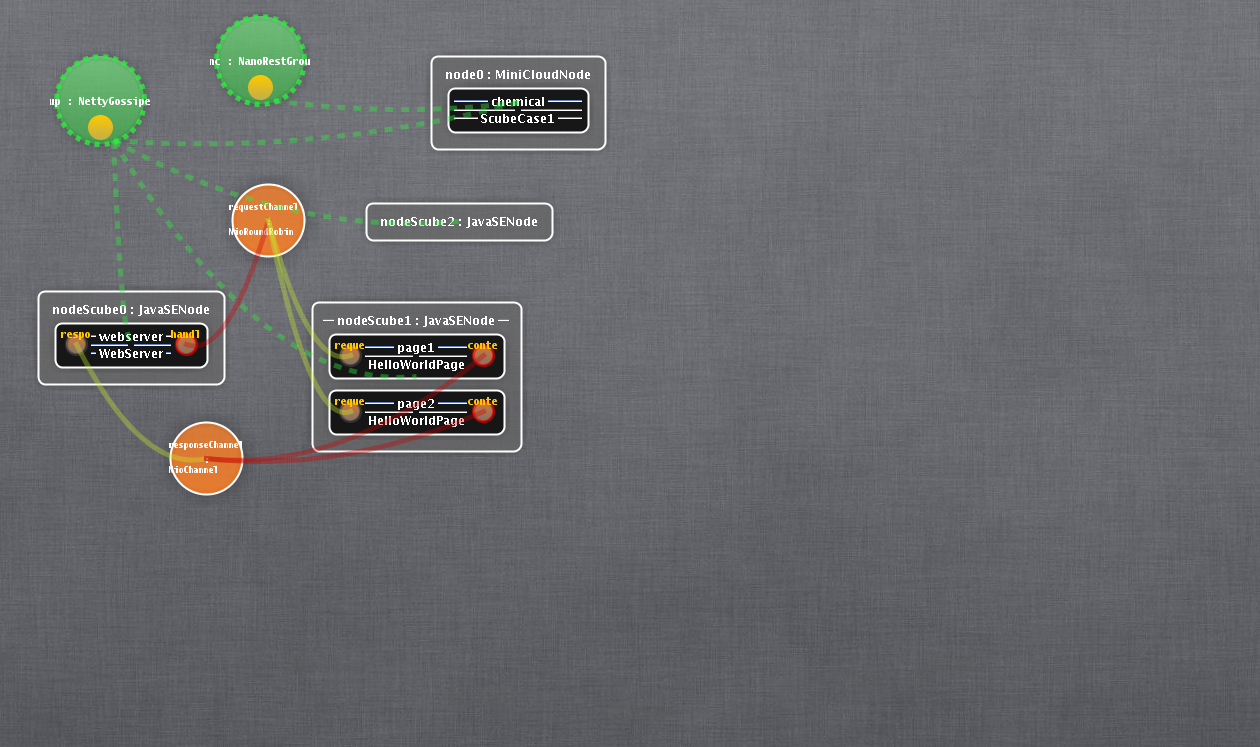 nc : NanoRestGrou
node0 : MiniCloudNode
up : NettyGossipe
chemical
ScubeCase1
requestChannel
:
NioRoundRobin
nodeScube2 : JavaSENode
nodeScube0 : JavaSENode
respo
webserver
handl
WebServer
nodeScube1 : JavaSENode
reque
page1
conte
HelloWorldPage
reque
page2
conte
HelloWorldPage
responseChannel
:
NioChannel